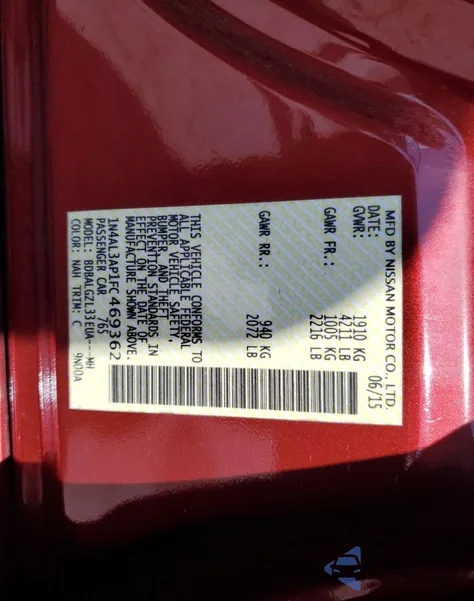 MFD BY NISSAN MOTOR CO., LTD.
DATE: 06/15
GVWR: 1910 KG
4211 LB
GAWR FR.: 1005 KG
2216 LB
GAWR RR.: 940 KG
2072 LB
THIS VEHICLE CONFORMS TO
ALL APPLICABLE FEDERAL
MOTOR VEHICLE SAFETY,
BUMPER, AND THEFT
PREVENTION STANDARDS IN
EFFECT ON THE DATE OF
MANUFACTURE SHOWN ABOVE.
1N4AL3AP1FC469362
PASSENGER CAR 765
MODEL: BDBALGZL33EUA--MH
COLOR: NAH TRIM: C 9N00A